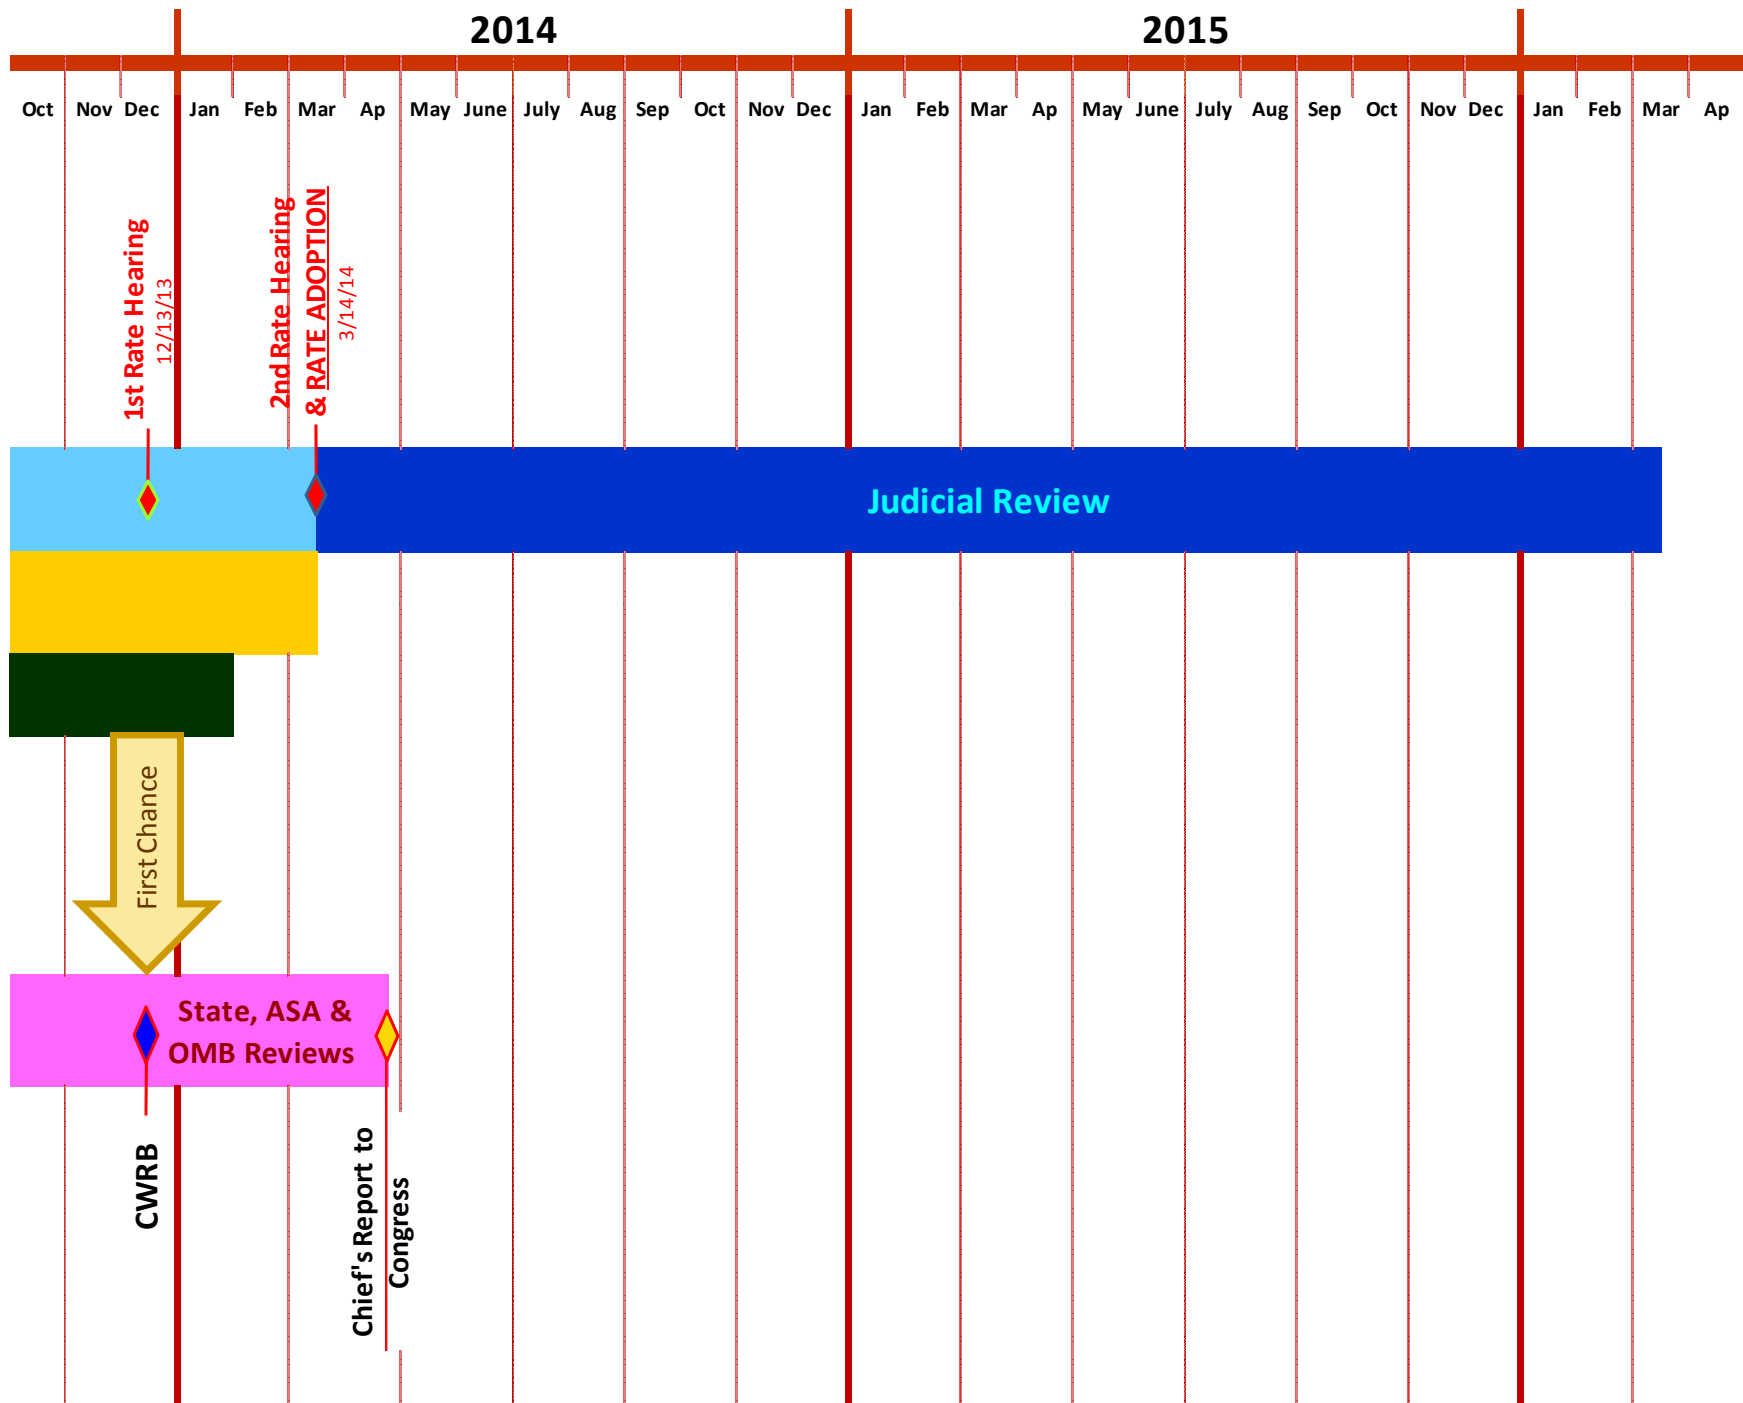 2014
2015
Oct Nov Dec Jan Feb Mar Ap May June July Aug Sep Oct Nov Dec Jan Feb Mar Ap May June July Aug Sep Oct Nov Dec Jan Feb Mar Ap
1st Rate Hearing
12/13/13
2nd Rate Hearing
& RATE ADOPTION
3/14/14
Judicial Review
First Chance
State, ASA &
OMB Reviews
CWRB
Chief's Report to
Congress